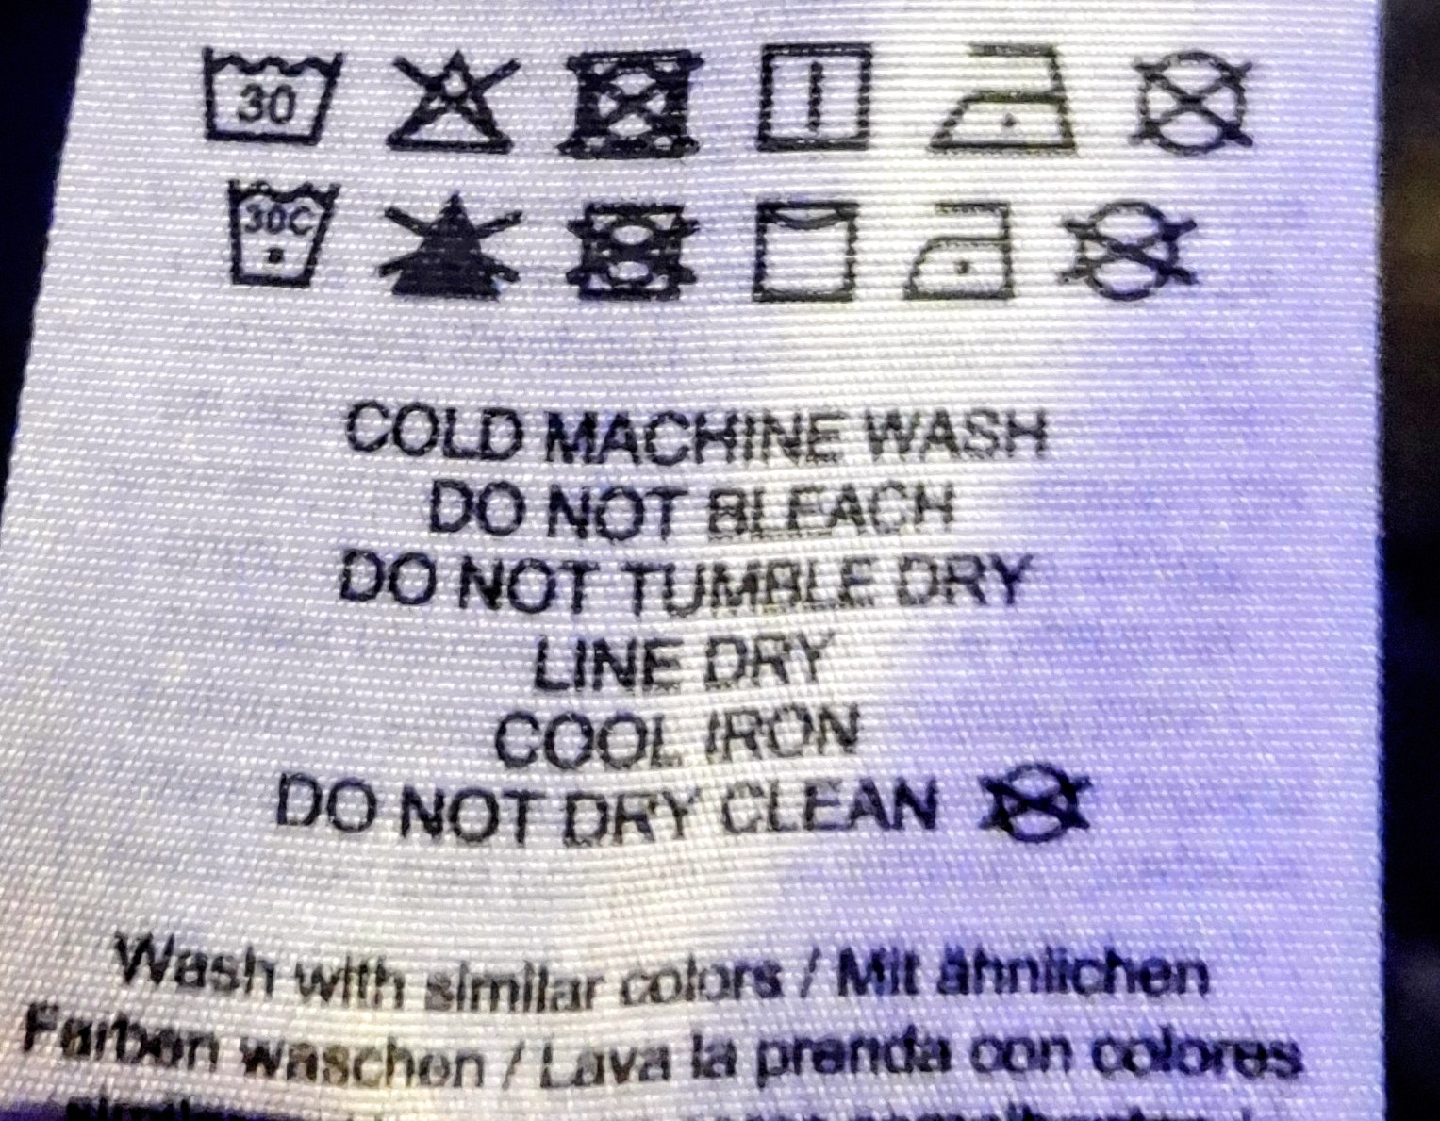 30
30C
COLD MACHINE WASH
DO NOT BLEACH
DO NOT TUMBLE DRY
LINE DRY
COOL IRON
DO NOT DRY CLEAN
Wash with similar colors / Mit ähnlichen
Farben waschen / Lava la prenda con colores